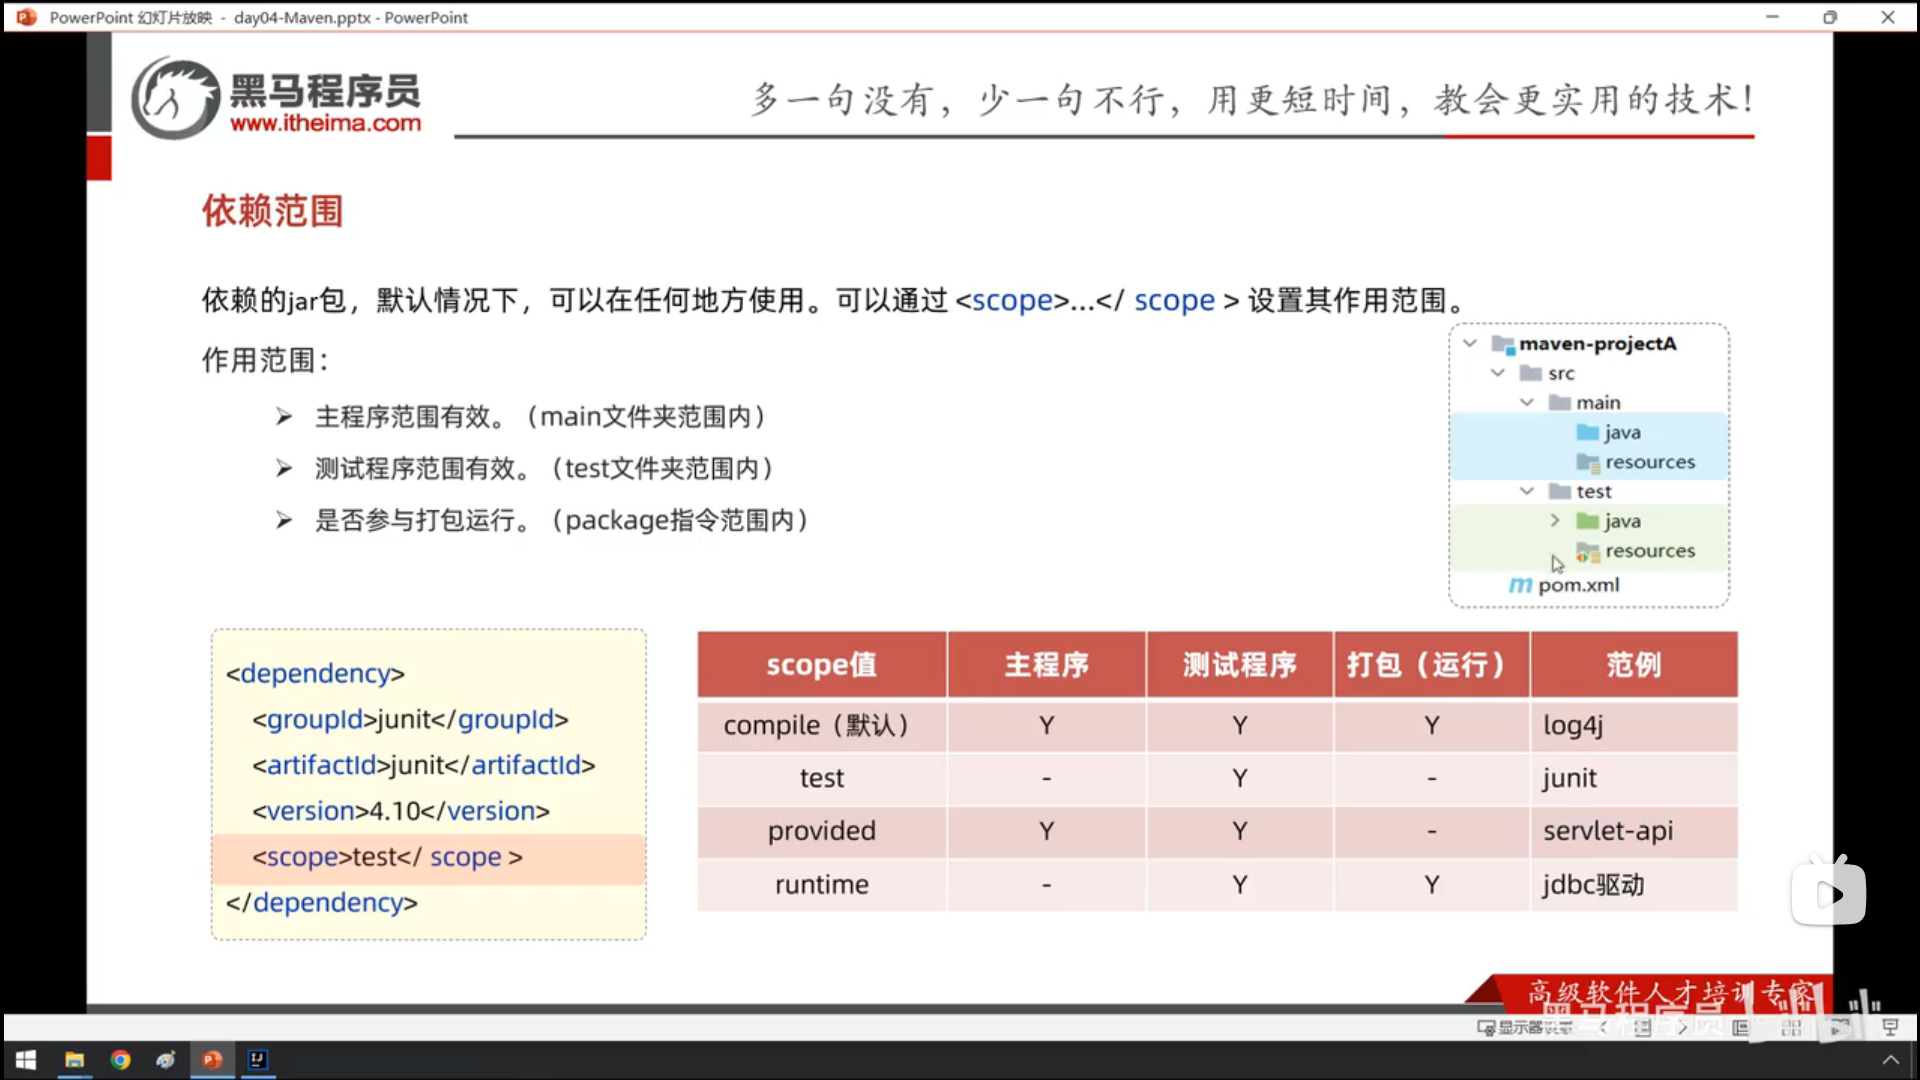 PowerPoint 幻灯片放映 - day04-Maven.pptx - PowerPoint
黑马程序员
www.itheima.com
多一句没有，少一句不行，用更短时间，教会更实用的技术！
依赖范围
依赖的jar包，默认情况下，可以在任何地方使用。可以通过 <scope>...</ scope > 设置其作用范围。
作用范围：
主程序范围有效。（main文件夹范围内）
测试程序范围有效。（test文件夹范围内）
是否参与打包运行。（package指令范围内）
maven-projectA
src
main
java
resources
test
java
resources
pom.xml
<dependency>
<groupId>junit</groupId>
<artifactId>junit</artifactId>
<version>4.10</version>
<scope>test</ scope >
</dependency>
scope值 主程序 测试程序 打包（运行） 范例
compile（默认） Y Y Y log4j
test - Y - junit
provided Y Y - servlet-api
runtime - Y Y jdbc驱动
高级软件人才培训专家
黑马程序员
显示器